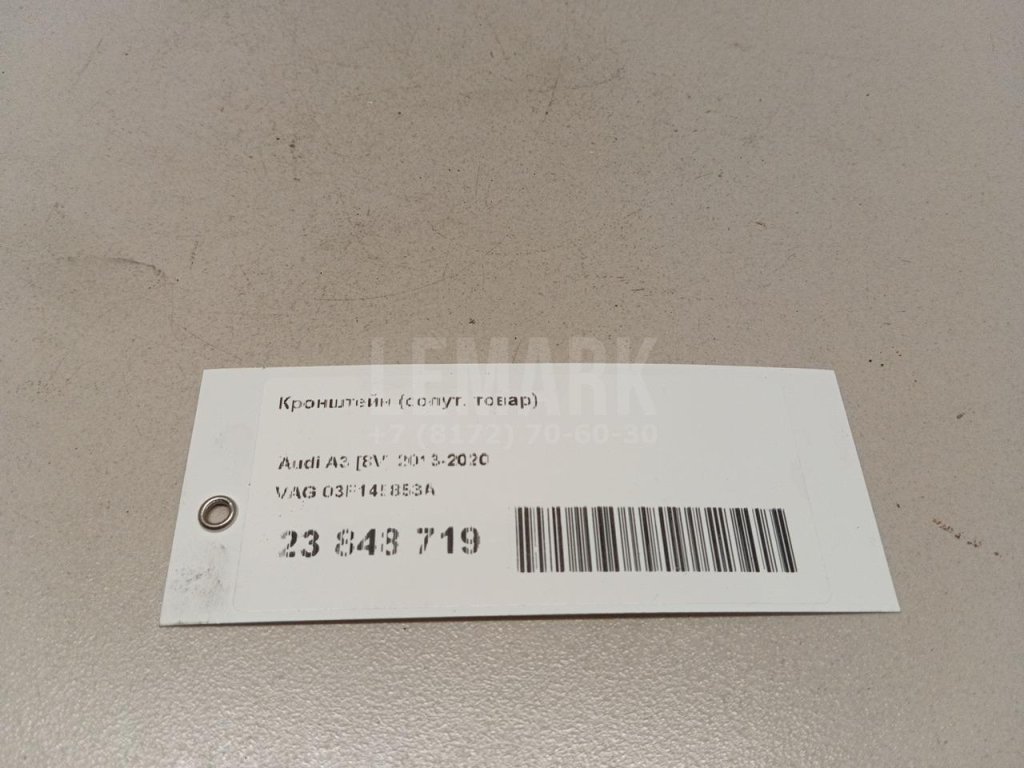 LEMARK
Кронштейн (сопут. товар)
+7 (8172) 70-60-30
Audi A3 [8V] 2013-2020
VAG 03F145853A
23 848 719